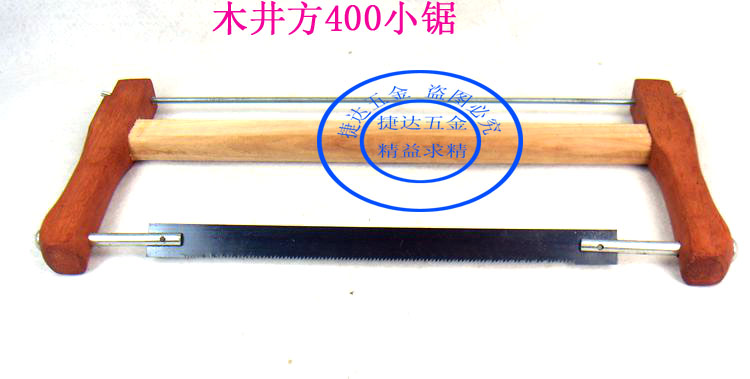 木井方400小锯
捷达五金 盗图必究
捷达五金
精益求精